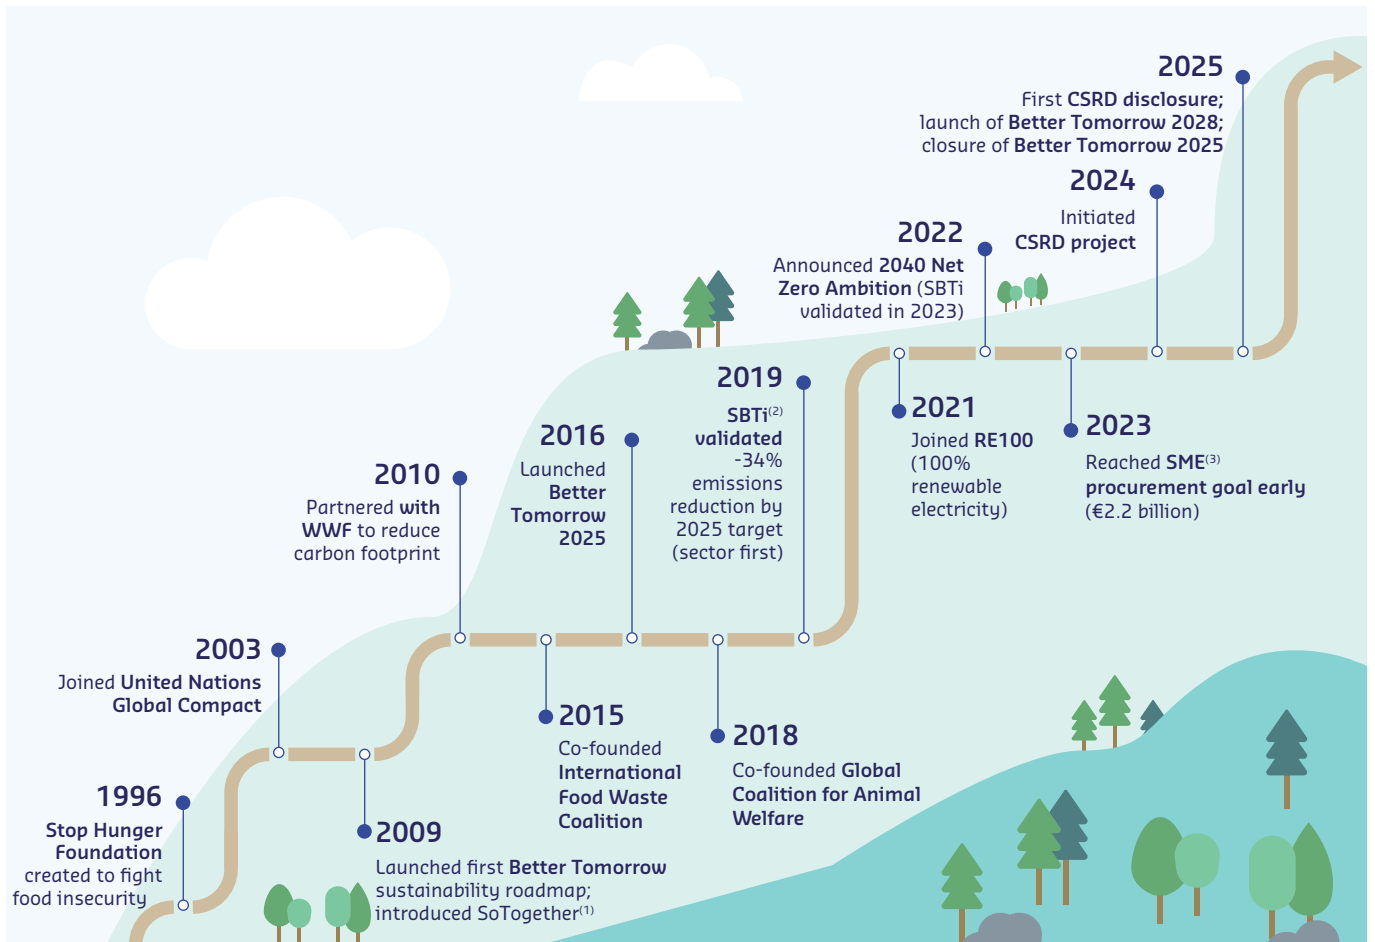 1996
Stop Hunger
Foundation
created to fight
food insecurity
2003
Joined United Nations
Global Compact
2009
Launched first Better Tomorrow
sustainability roadmap;
introduced SoTogether(1)
2010
Partnered with
WWF to reduce
carbon footprint
2015
Co-founded
International
Food Waste
Coalition
2016
Launched
Better
Tomorrow
2025
2018
Co-founded Global
Coalition for Animal
Welfare
2019
SBTi(2)
validated
-34%
emissions
reduction by
2025 target
(sector first)
2021
Joined RE100
(100%
renewable
electricity)
2022
Announced 2040 Net
Zero Ambition (SBTi
validated in 2023)
2023
Reached SME(3)
procurement goal early
(€2.2 billion)
2024
Initiated
CSRD project
2025
First CSRD disclosure;
launch of Better Tomorrow 2028;
closure of Better Tomorrow 2025